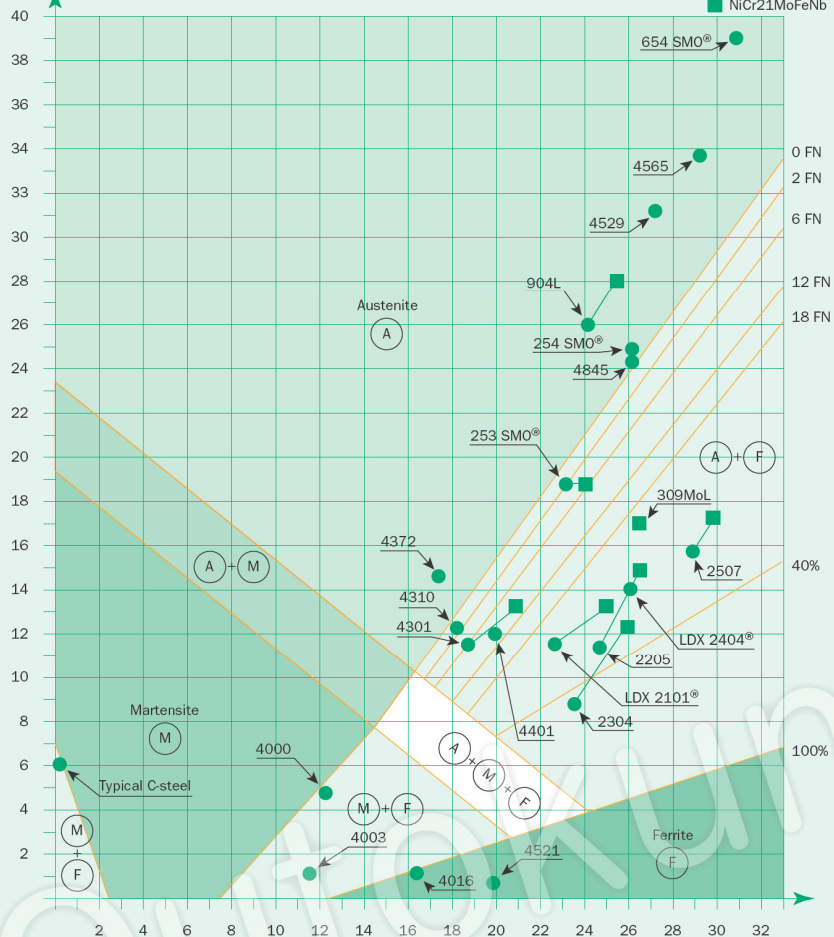 NiCr21MoFeNb
40
38
36
34
33
30
28
26
24
22
20
18
16
14
12
10
8
6
4
2
654 SMO®
0 FN
4565
2 FN
4529
6 FN
904L
12 FN
Austenite
18 FN
A
254 SMO®
4845
253 SMO®
A + F
309MoL
4372
A + M
40%
2507
4310
4301
LDX 2404®
2205
LDX 2101®
Martensite
2304
4401
M
4000
A + M + F
100%
Typical C-steel
M + F
M
+
F
4003
Ferrite
4521
F
4016
2 4 6 8 10 12 14 16 18 20 22 24 26 28 30 32
outokum